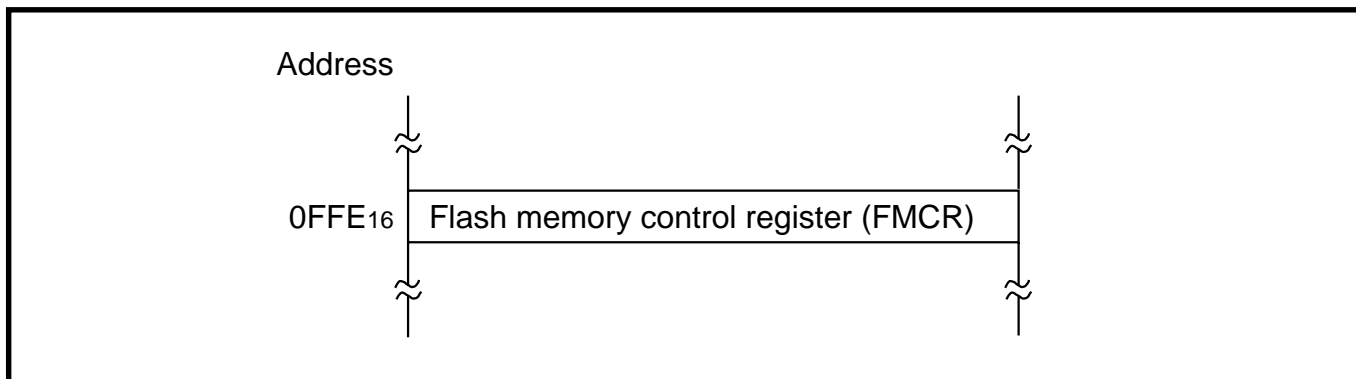 Address
0FFE16 Flash memory control register (FMCR)